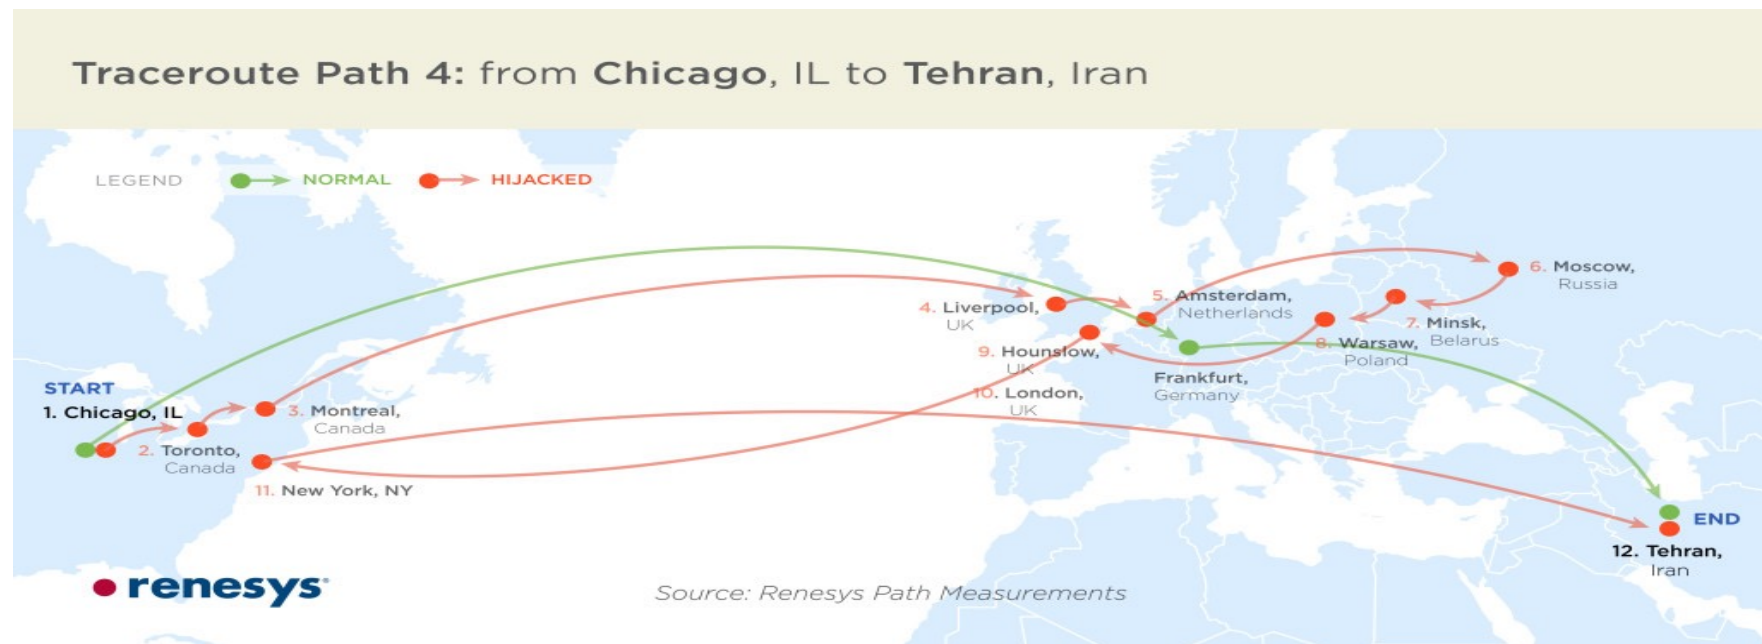 Traceroute Path 4: from Chicago, IL to Tehran, Iran
LEGEND
NORMAL
HIJACKED
START
1. Chicago, IL
2. Toronto,
Canada
3. Montreal,
Canada
4. Liverpool,
UK
5. Amsterdam,
Netherlands
6. Moscow,
Russia
7. Minsk,
Belarus
8. Warsaw,
Poland
9. Hounslow,
UK
10. London,
UK
Frankfurt,
Germany
11. New York, NY
END
12. Tehran,
Iran
renesys
Source: Renesys Path Measurements